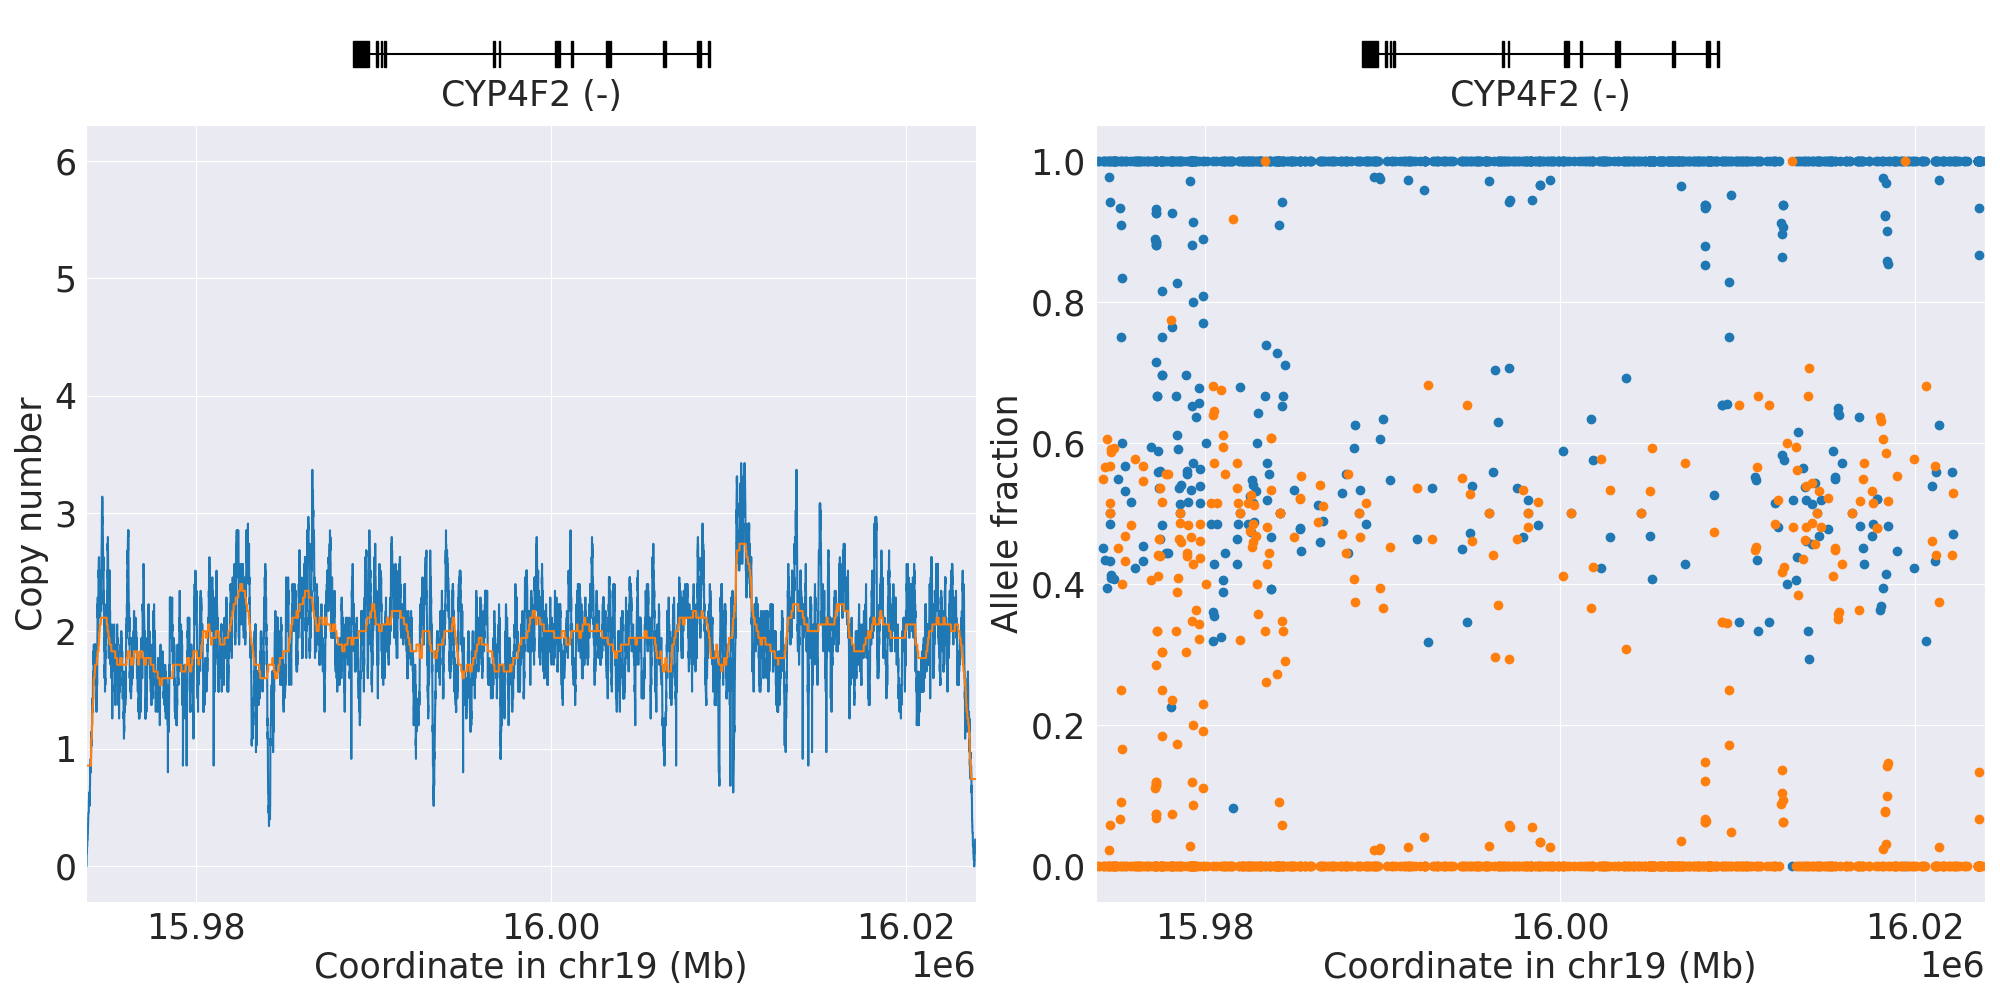 CYP4F2 (-)
6
5
4
3
2
1
0
Copy number
15.98
16.00
16.02
Coordinate in chr19 (Mb)
1e6
CYP4F2 (-)
1.0
0.8
0.6
0.4
0.2
0.0
Allele fraction
15.98
16.00
16.02
Coordinate in chr19 (Mb)
1e6